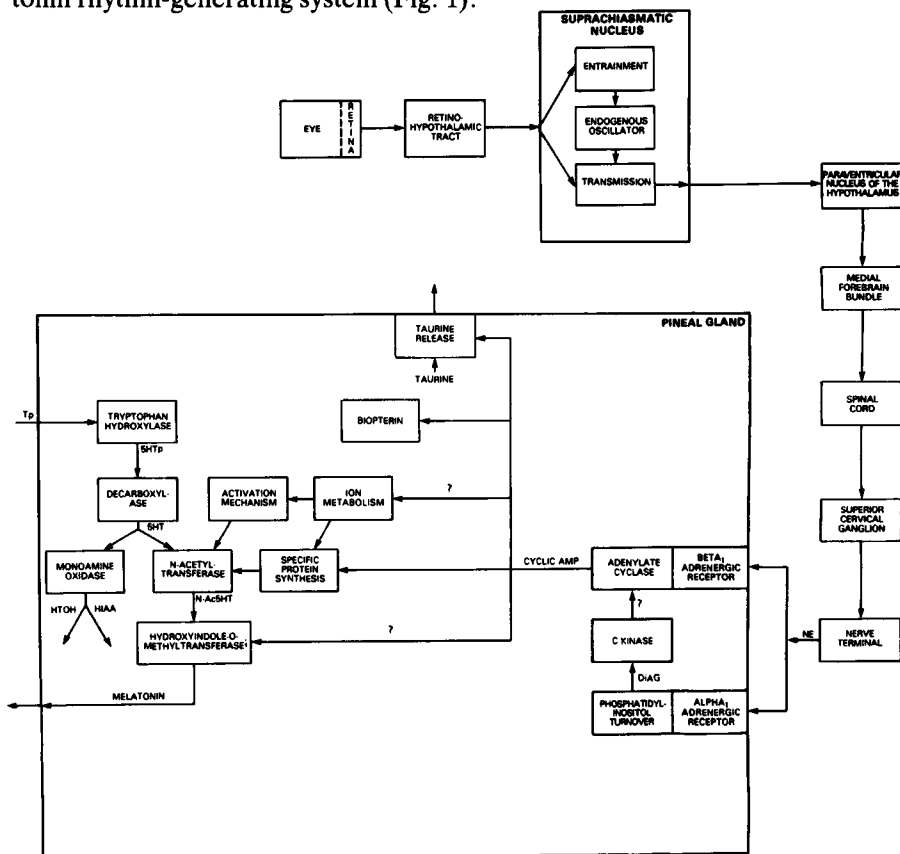 tonin rhythm-generating system (Fig. 1).
SUPRACHIASMATIC
NUCLEUS
ENTRAINMENT
ENDOGENOUS
OSCILLATOR
TRANSMISSION
EYE
RETINA
RETINO-
HYPOTHALAMIC
TRACT
PARAVENTRICULAR
NUCLEUS OF THE
HYPOTHALAMUS
MEDIAL
FOREBRAIN
BUNDLE
SPINAL
CORD
SUPERIOR
CERVICAL
GANGLION
NERVE
TERMINAL
NE
PINEAL GLAND
TAURINE
RELEASE
TAURINE
BIOPTERIN
Tp
TRYPTOPHAN
HYDROXYLASE
5HTp
DECARBOXYL-
ASE
5HT
ACTIVATION
MECHANISM
ION
METABOLISM
?
MONOAMINE
OXIDASE
N-ACETYL-
TRANSFERASE
SPECIFIC
PROTEIN
SYNTHESIS
CYCLIC AMP
ADENYLATE
CYCLASE
BETA1
ADRENERGIC
RECEPTOR
HTOH
HIAA
N-Ac5HT
?
C KINASE
HYDROXYINDOLE-O-
METHYLTRANSFERASE
?
DiAG
PHOSPHATIDYL-
INOSITOL
TURNOVER
ALPHA1
ADRENERGIC
RECEPTOR
MELATONIN